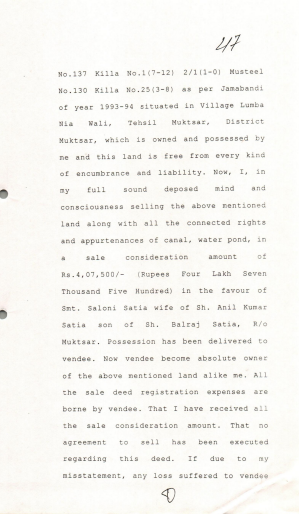 47
No.137 Killa No.1(7-12) 2/1(1-0) Musteel
No.130 Killa No.25(3-8) as per Jamabandi
of year 1993-94 situated in Village Lumba
Nia Wali, Tehsil Muktsar, District
Muktsar, which is owned and possessed by
me and this land is free from every kind
of encumbrance and liability. Now, I, in
my full sound deposed mind and
consciousness selling the above mentioned
land along with all the connected rights
and appurtenances of canal, water pond, in
a sale consideration amount of
Rs.4,07,500/- (Rupees Four Lakh Seven
Thousand Five Hundred) in the favour of
Smt. Saloni Satia wife of Sh. Anil Kumar
Satia son of Sh. Balraj Satia, R/o
Muktsar. Possession has been delivered to
vendee. Now vendee become absolute owner
of the above mentioned land alike me. All
the sale deed registration expenses are
borne by vendee. That I have received all
the sale consideration amount. That no
agreement to sell has been executed
regarding this deed. If due to my
misstatement, any loss suffered to vendee